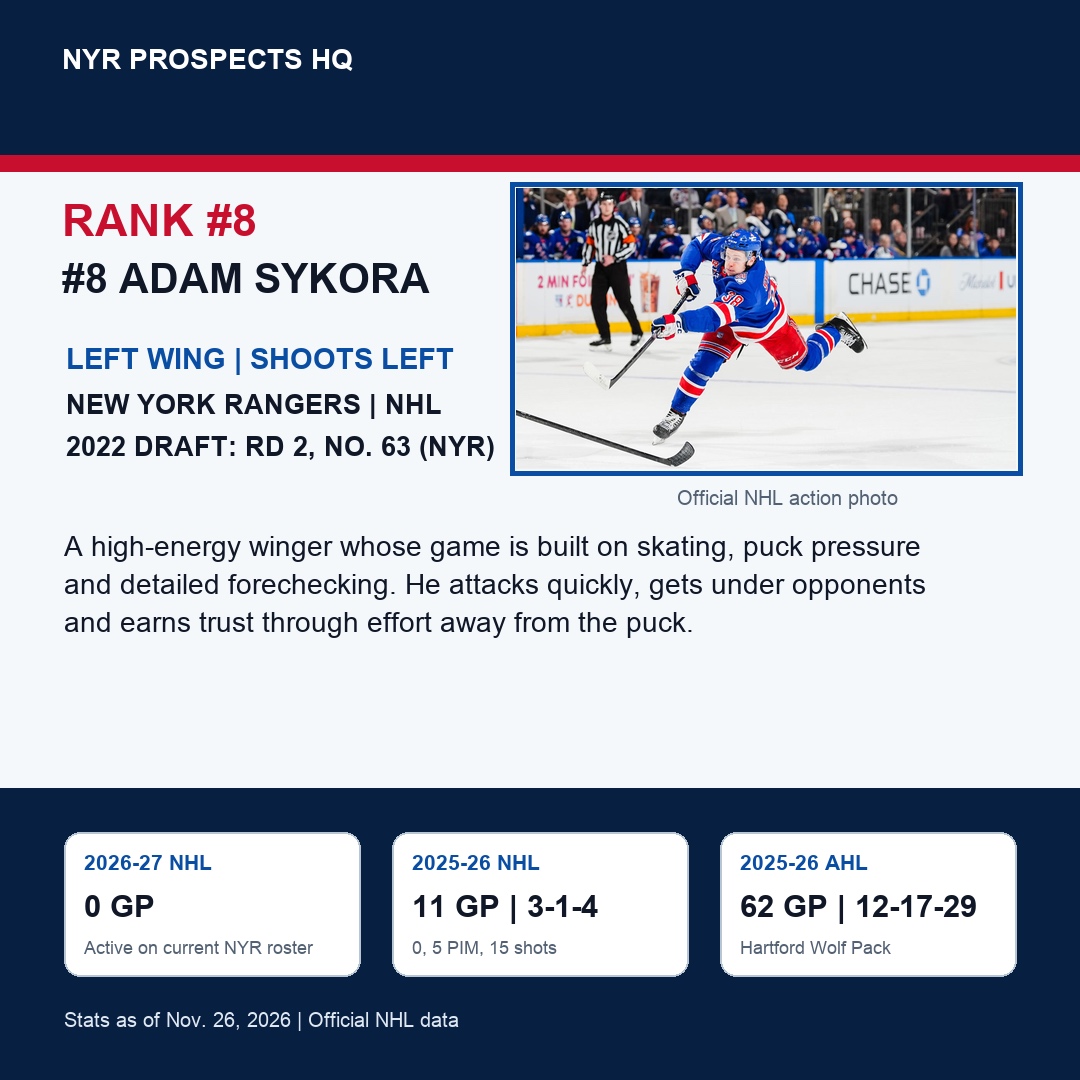 NYR PROSPECTS HQ
RANK #8
#8 ADAM SYKORA
LEFT WING | SHOOTS LEFT
NEW YORK RANGERS | NHL
2022 DRAFT: RD 2, NO. 63 (NYR)
2 MIN
CHASE
38
CCM
Official NHL action photo
A high-energy winger whose game is built on skating, puck pressure
and detailed forechecking. He attacks quickly, gets under opponents
and earns trust through effort away from the puck.
2026-27 NHL
0 GP
Active on current NYR roster
2025-26 NHL
11 GP | 3-1-4
0, 5 PIM, 15 shots
2025-26 AHL
62 GP | 12-17-29
Hartford Wolf Pack
Stats as of Nov. 26, 2026 | Official NHL data